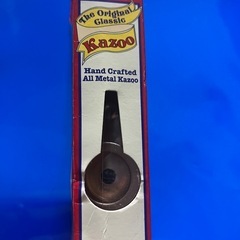 The Original
Classic
Kazoo
Hand Crafted
All Metal Kazoo